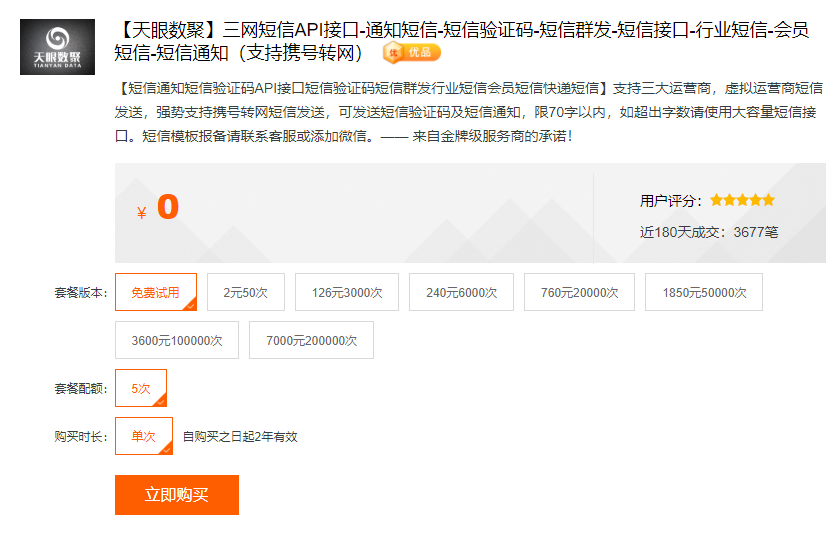 天眼数聚
TIANYAN DATA
【天眼数聚】三网短信API接口-通知短信-短信验证码-短信群发-短信接口-行业短信-会员
短信-短信通知（支持携号转网） 优 优品
【短信通知短信验证码API接口短信验证码短信群发行业短信会员短信快递短信】支持三大运营商，虚拟运营商短信
发送，强势支持携号转网短信发送，可发送短信验证码及短信通知，限70字以内，如超出字数请使用大容量短信接
口。短信模板报备请联系客服或添加微信。—— 来自金牌级服务商的承诺！
¥ 0
用户评分：
近180天成交：3677笔
套餐版本： 免费试用 2元50次 126元3000次 240元6000次 760元20000次 1850元50000次
3600元100000次 7000元200000次
套餐配额： 5次
购买时长： 单次 自购买之日起2年有效
立即购买